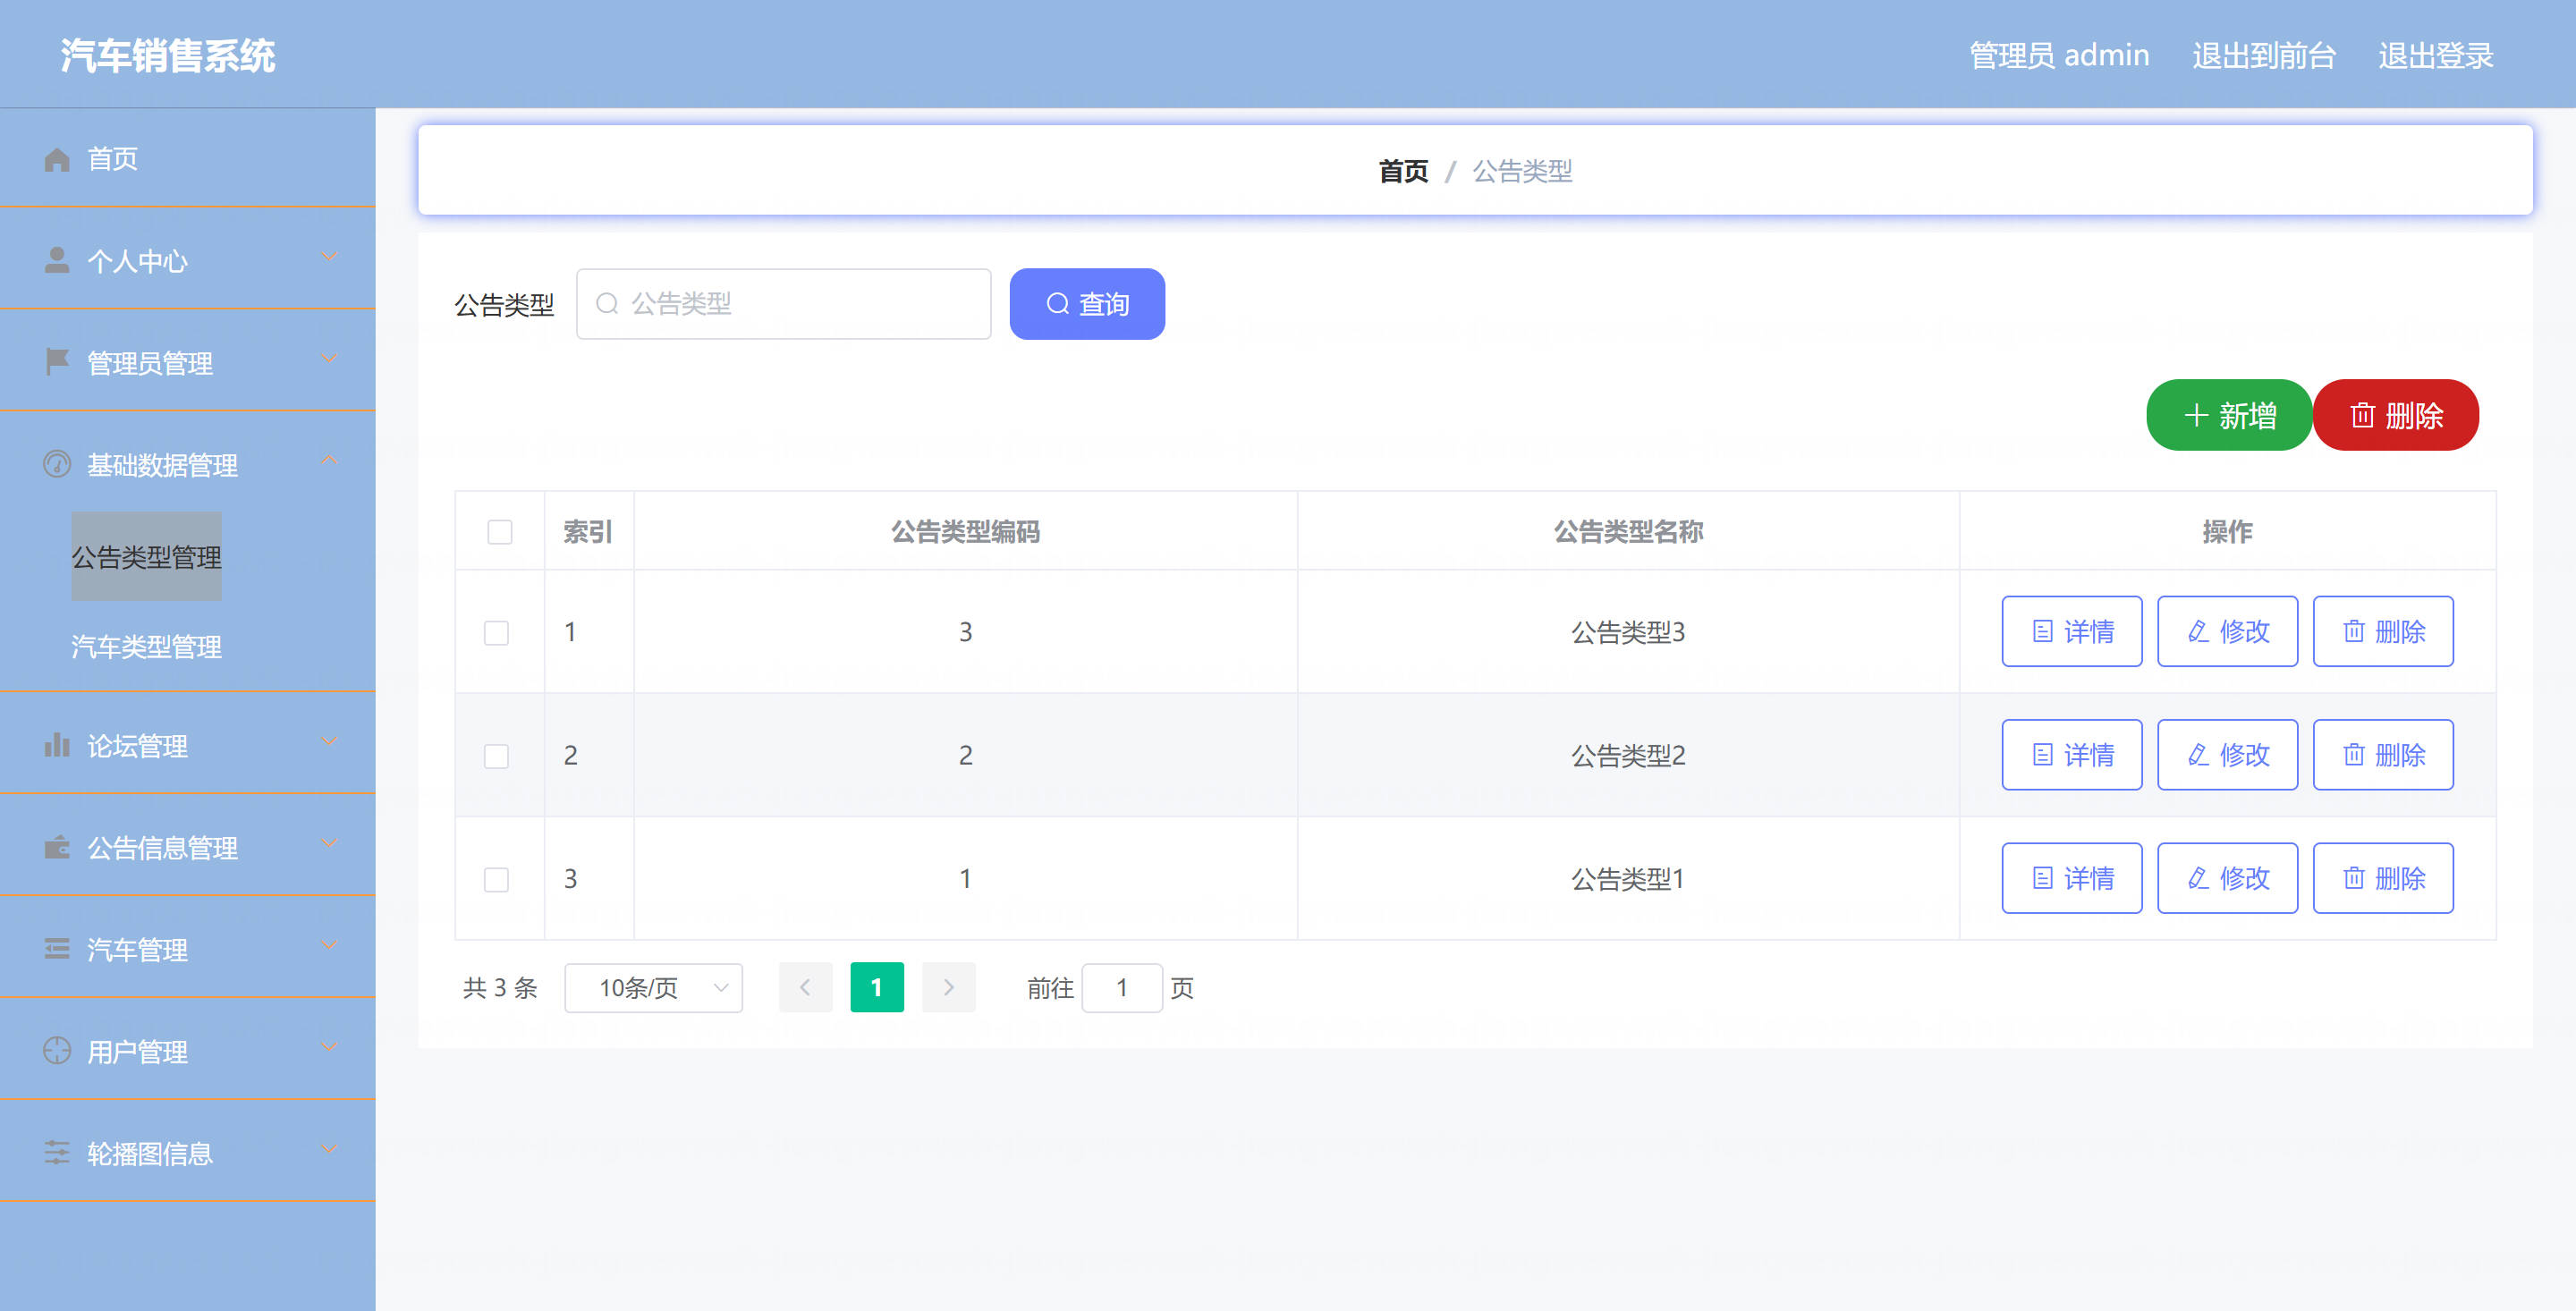 汽车销售系统
管理员 admin 退出到前台 退出登录
首页
个人中心
管理员管理
基础数据管理
公告类型管理
汽车类型管理
论坛管理
公告信息管理
汽车管理
用户管理
轮播图信息
首页 / 公告类型
公告类型 公告类型 查询
新增 删除
索引 公告类型编码 公告类型名称 操作
1 3 公告类型3 详情 修改 删除
2 2 公告类型2 详情 修改 删除
3 1 公告类型1 详情 修改 删除
共 3 条 10条/页 1 前往 1 页